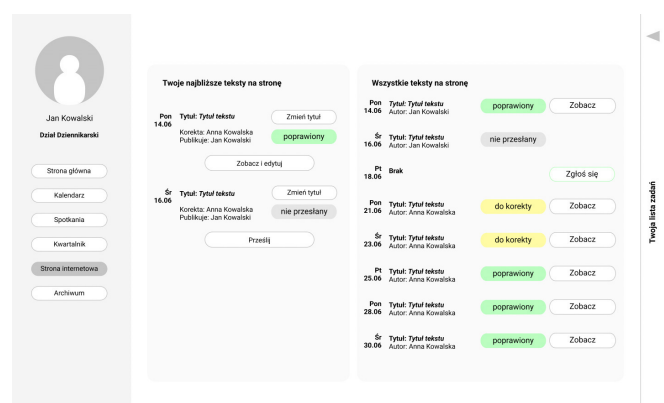 Jan Kowalski
Dział Dziennikarski
Strona główna
Kalendarz
Spotkania
Kwartalnik
Strona internetowa
Archiwum
Twoje najbliższe teksty na stronę
Pon 14.06 Tytuł: Tytuł tekstu Zmień tytuł
Korekta: Anna Kowalska
Publikuje: Jan Kowalski
poprawiony
Zobacz i edytuj
Śr 16.06 Tytuł: Tytuł tekstu Zmień tytuł
Korekta: Anna Kowalska
Publikuje: Jan Kowalski
nie przesłany
Prześlij
Wszystkie teksty na stronę
Pon Tytuł: Tytuł tekstu
14.06 Autor: Jan Kowalski poprawiony Zobacz
Śr Tytuł: Tytuł tekstu
16.06 Autor: Jan Kowalski nie przesłany
Pt
18.06 Brak Zgłoś się
Pon Tytuł: Tytuł tekstu
21.06 Autor: Anna Kowalska do korekty Zobacz
Śr Tytuł: Tytuł tekstu
23.06 Autor: Anna Kowalska do korekty Zobacz
Pt Tytuł: Tytuł tekstu
25.06 Autor: Anna Kowalska poprawiony Zobacz
Pon Tytuł: Tytuł tekstu
28.06 Autor: Anna Kowalska poprawiony Zobacz
Śr Tytuł: Tytuł tekstu
30.06 Autor: Anna Kowalska poprawiony Zobacz
Twoja lista zadań